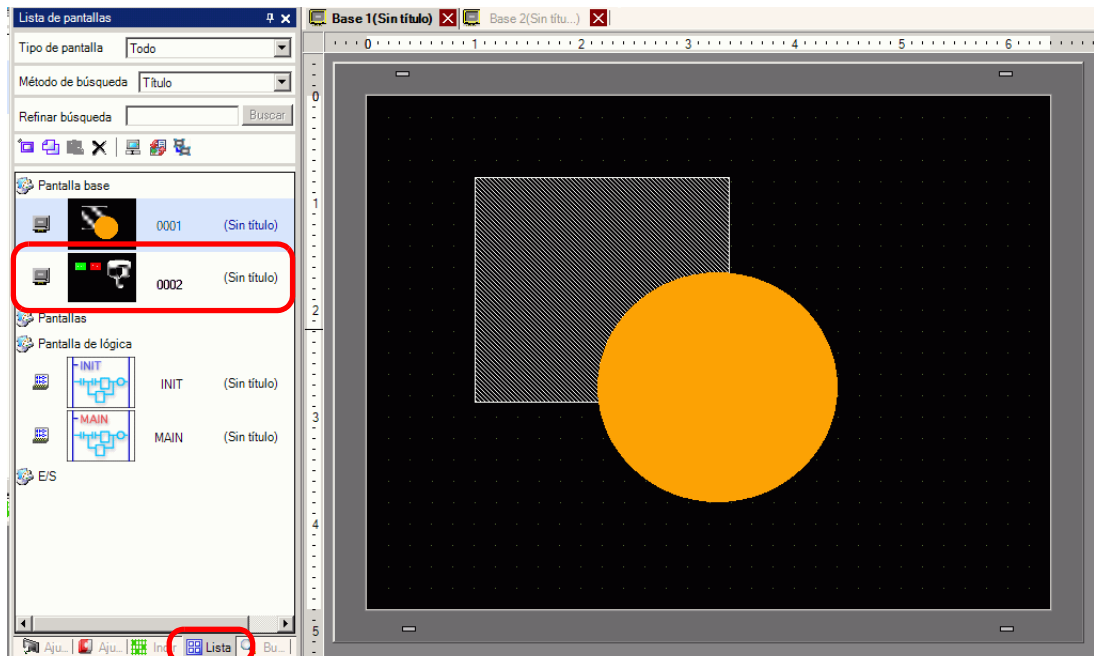 Lista de pantallas
Tipo de pantalla Todo
Método de búsqueda Título
Refinar búsqueda Buscar
Pantalla base
0001 (Sin título)
0002 (Sin título)
Pantallas
Pantalla de lógica
INIT INIT (Sin título)
MAIN MAIN (Sin título)
E/S
Aju... Aju... Lista Bu...
Base 1(Sin título) Base 2(Sin títu...)
0 1 2 3 4 5 6
0
1
2
3
4
5